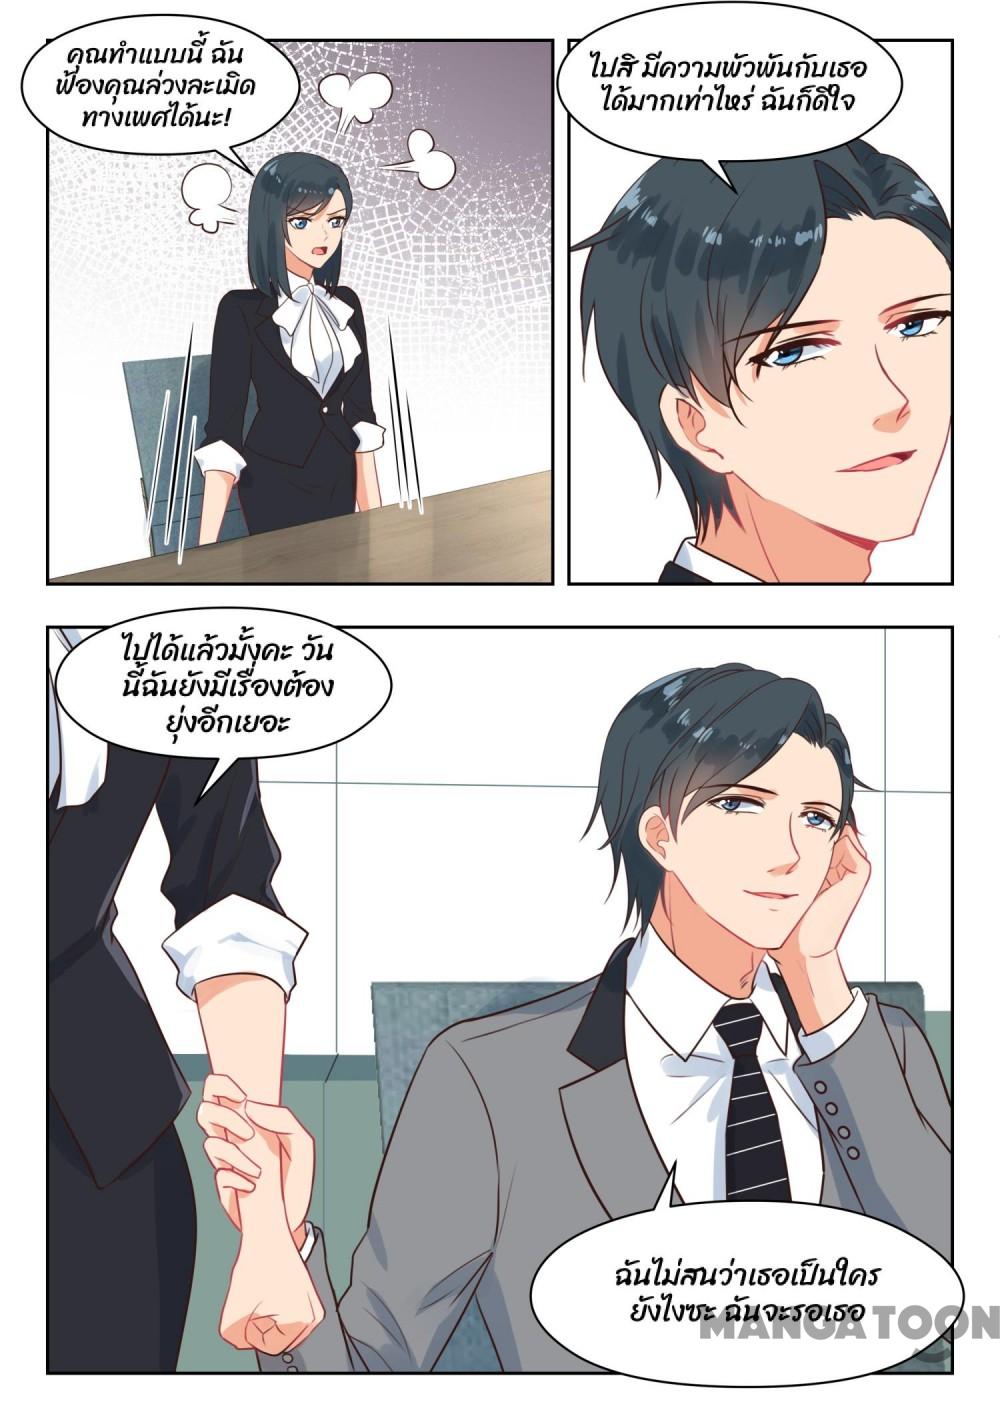 คุณทำแบบนี้ ฉัน
ฟ้องคุณล่วงละเมิด
ทางเพศได้นะ!
ไปสิ มีความพัวพันกับเธอ
ได้มากเท่าไหร่ ฉันก็ดีใจ
ไปได้แล้วมั้งคะ วัน
นี้ฉันยังมีเรื่องต้อง
ยุ่งอีกเยอะ
ฉันไม่สนว่าเธอเป็นใคร
ยังไงซะ ฉันจะรอเธอ
MANGATOON